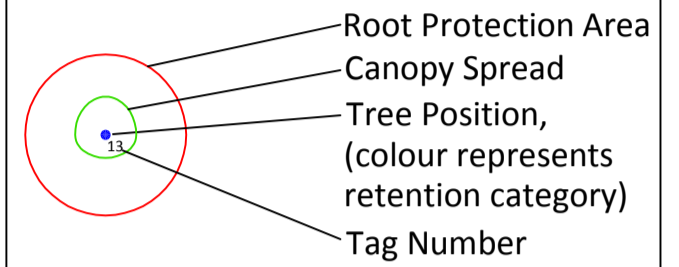 Root Protection Area
Canopy Spread
Tree Position,
(colour represents
retention category)
13
Tag Number